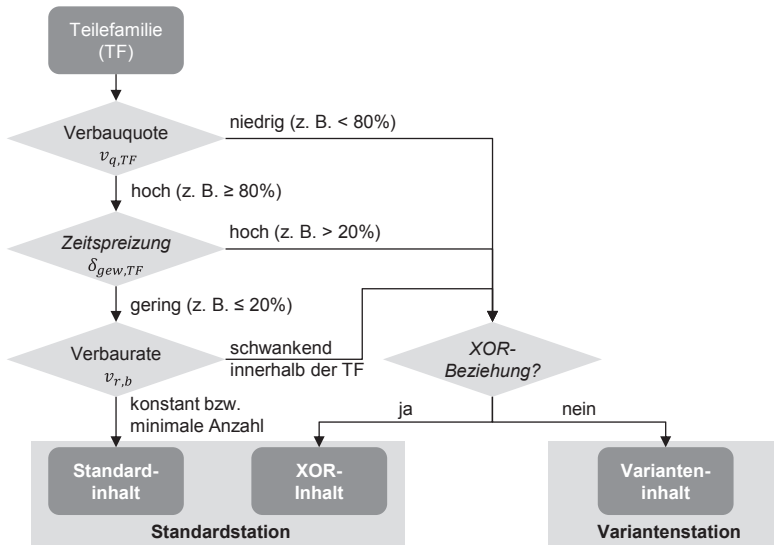 Teilefamilie
(TF)
niedrig (z. B. < 80%)
Verbauquote
v_{q,TF}
hoch (z. B. ≥ 80%)
Zeitspreizung
δ_{gew,TF}
hoch (z. B. > 20%)
gering (z. B. ≤ 20%)
Verbaurate
v_{r,b}
schwankend
innerhalb der TF
XOR-
Beziehung?
konstant bzw.
minimale Anzahl
ja
nein
Standard-
inhalt
XOR-
Inhalt
Varianten-
inhalt
Standardstation
Variantenstation